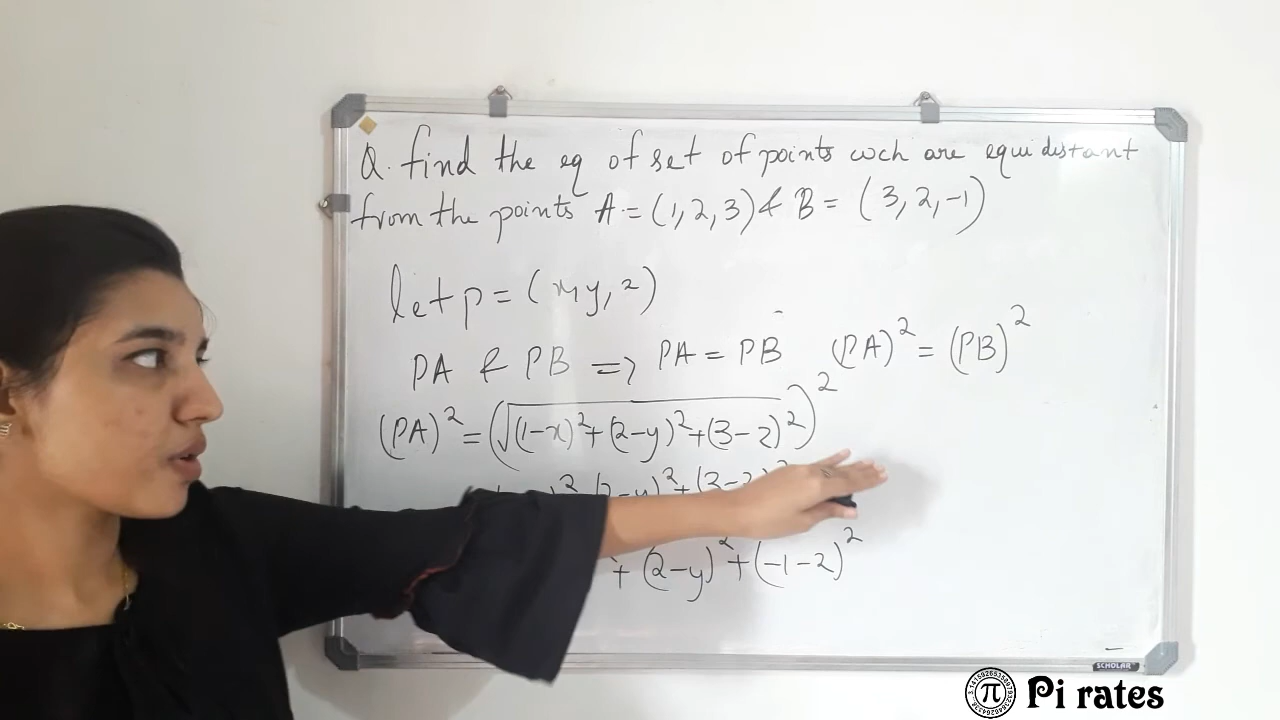 Q. find the eq of set of points wch are equidistant
from the points A = (1, 2, 3) & B = (3, 2, -1)
let p = (x, y, z)
PA & PB => PA = PB (PA)² = (PB)²
(PA)² = (√(1-x)²+(2-y)²+(3-z)²)²
+ (2-y)² + (-1-z)²
SCHOLAR
π Pi rates